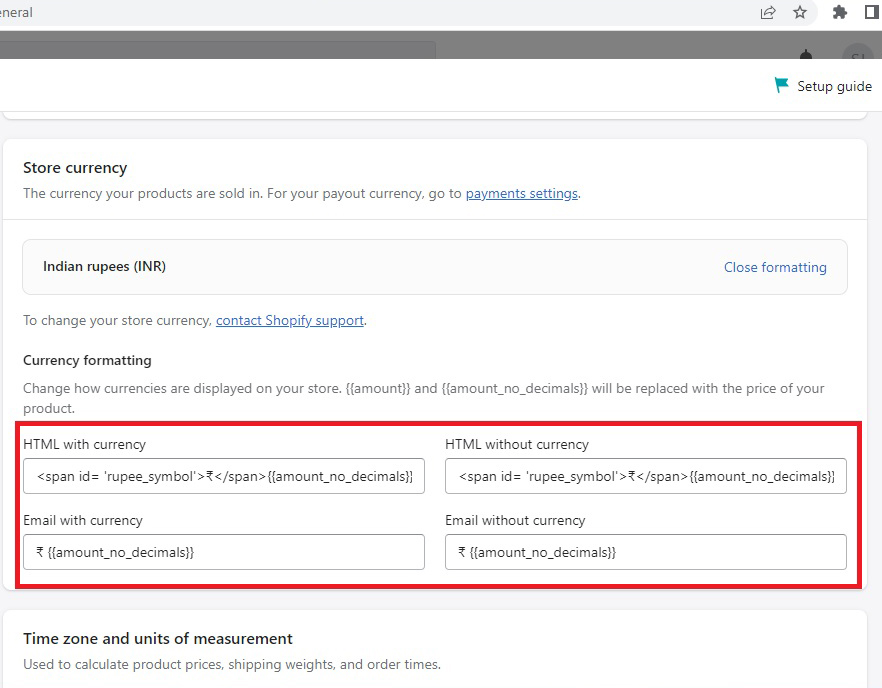 eneral
Setup guide
Store currency
The currency your products are sold in. For your payout currency, go to payments settings.
Indian rupees (INR)
Close formatting
To change your store currency, contact Shopify support.
Currency formatting
Change how currencies are displayed on your store. {{amount}} and {{amount_no_decimals}} will be replaced with the price of your
product.
HTML with currency
HTML without currency
<span id= 'rupee_symbol'>₹</span>{{amount_no_decimals}}
<span id= 'rupee_symbol'>₹</span>{{amount_no_decimals}}
Email with currency
Email without currency
₹ {{amount_no_decimals}}
₹ {{amount_no_decimals}}
Time zone and units of measurement
Used to calculate product prices, shipping weights, and order times.